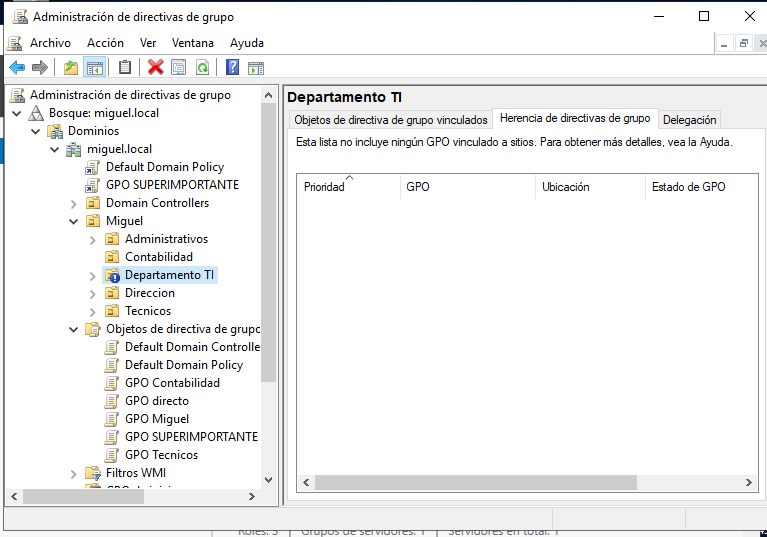 Administración de directivas de grupo
Archivo Acción Ver Ventana Ayuda
Administración de directivas de grupo
Bosque: miguel.local
Dominios
miguel.local
Default Domain Policy
GPO SUPERIMPORTANTE
Domain Controllers
Miguel
Administrativos
Contabilidad
Departamento TI
Direccion
Tecnicos
Objetos de directiva de grupo
Default Domain Controlle
Default Domain Policy
GPO Contabilidad
GPO directo
GPO Miguel
GPO SUPERIMPORTANTE
GPO Tecnicos
Filtros WMI
Departamento TI
Objetos de directiva de grupo vinculados Herencia de directivas de grupo Delegación
Esta lista no incluye ningún GPO vinculado a sitios. Para obtener más detalles, vea la Ayuda.
Prioridad GPO Ubicación Estado de GPO
Roles: 3 | Grupos de servidores: 1 | Servidores en total: 1